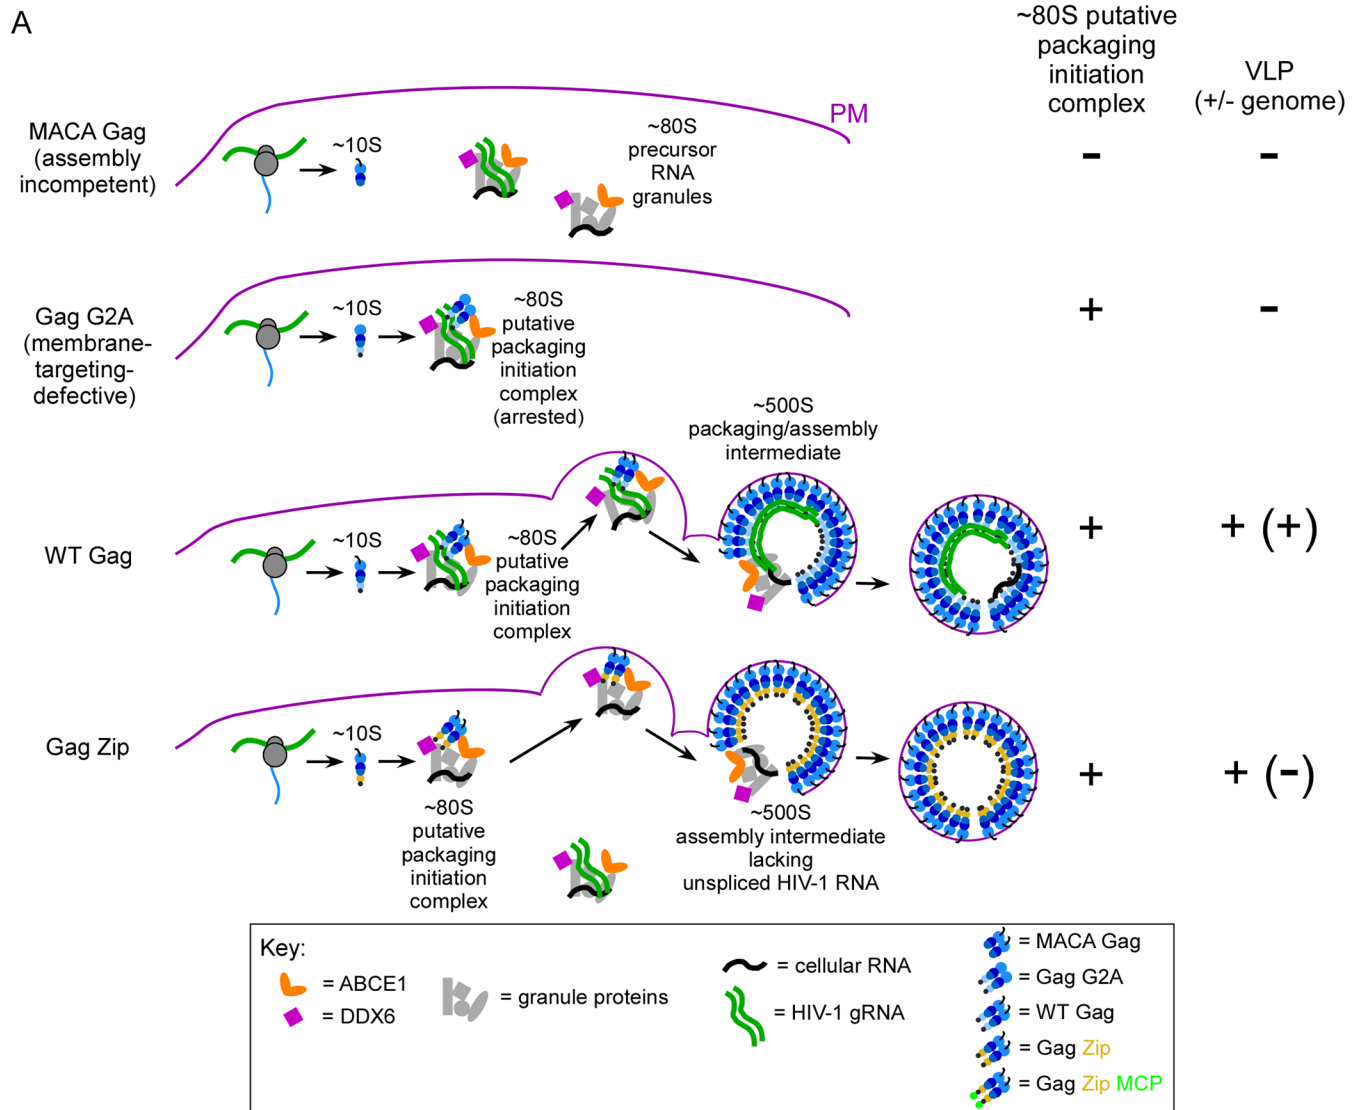 A
~80S putative
packaging
initiation
complex
VLP
(+/- genome)
PM
MACA Gag
(assembly
incompetent)
~10S
~80S
precursor
RNA
granules
-
-
Gag G2A
(membrane-
targeting-
defective)
~10S
~80S
putative
packaging
initiation
complex
(arrested)
+
-
~500S
packaging/assembly
intermediate
WT Gag
~10S
~80S
putative
packaging
initiation
complex
+
+ (+)
Gag Zip
~10S
~80S
putative
packaging
initiation
complex
~500S
assembly intermediate
lacking
unspliced HIV-1 RNA
+
+ (-)
Key:
= ABCE1
= DDX6
= granule proteins
= cellular RNA
= HIV-1 gRNA
= MACA Gag
= Gag G2A
= WT Gag
= Gag Zip
= Gag Zip MCP